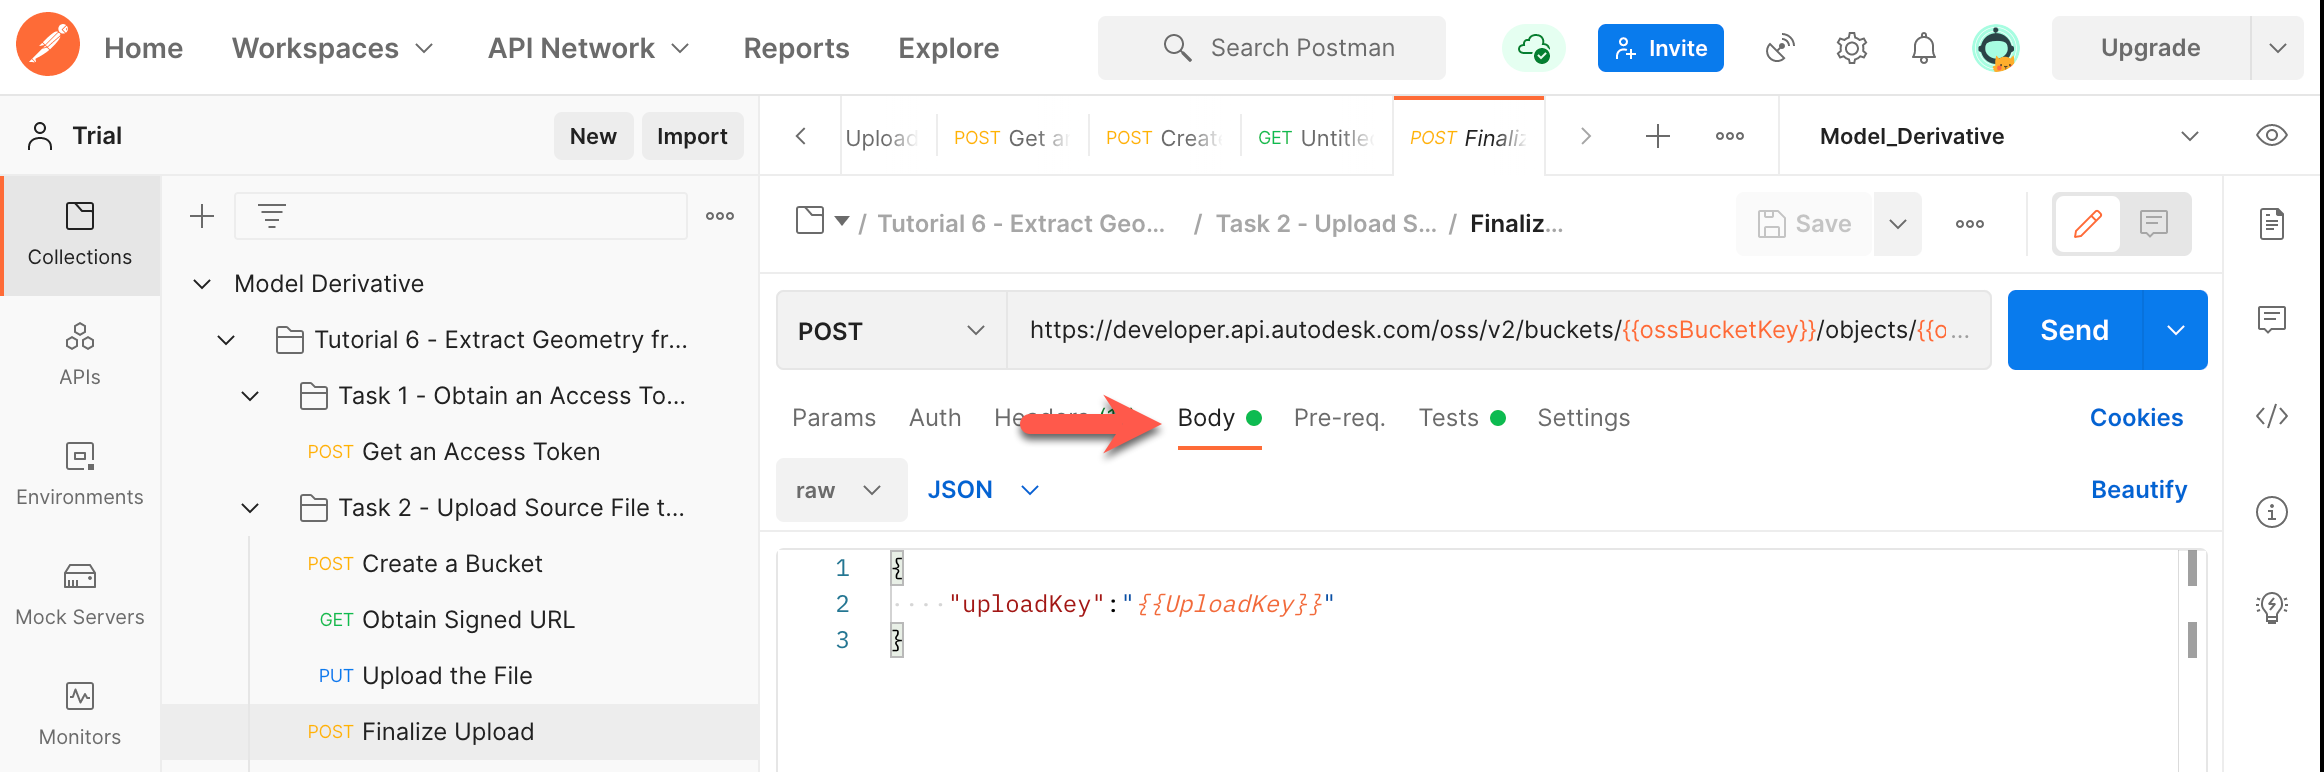 Home Workspaces API Network Reports Explore Search Postman Invite Upgrade
Trial New Import
Upload POST Get a POST Creat GET Untitle POST Finaliz Model_Derivative
Collections
APIs
Environments
Mock Servers
Monitors
Model Derivative
Tutorial 6 - Extract Geometry fr...
Task 1 - Obtain an Access To...
POST Get an Access Token
Task 2 - Upload Source File t...
POST Create a Bucket
GET Obtain Signed URL
PUT Upload the File
POST Finalize Upload
/ Tutorial 6 - Extract Geo... / Task 2 - Upload S... / Finaliz... Save
POST https://developer.api.autodesk.com/oss/v2/buckets/{{ossBucketKey}}/objects/{{o ... Send
Params Auth Body Pre-req. Tests Settings Cookies
raw JSON Beautify
1 {
2 ····"uploadKey":"{{UploadKey}}"
3 }